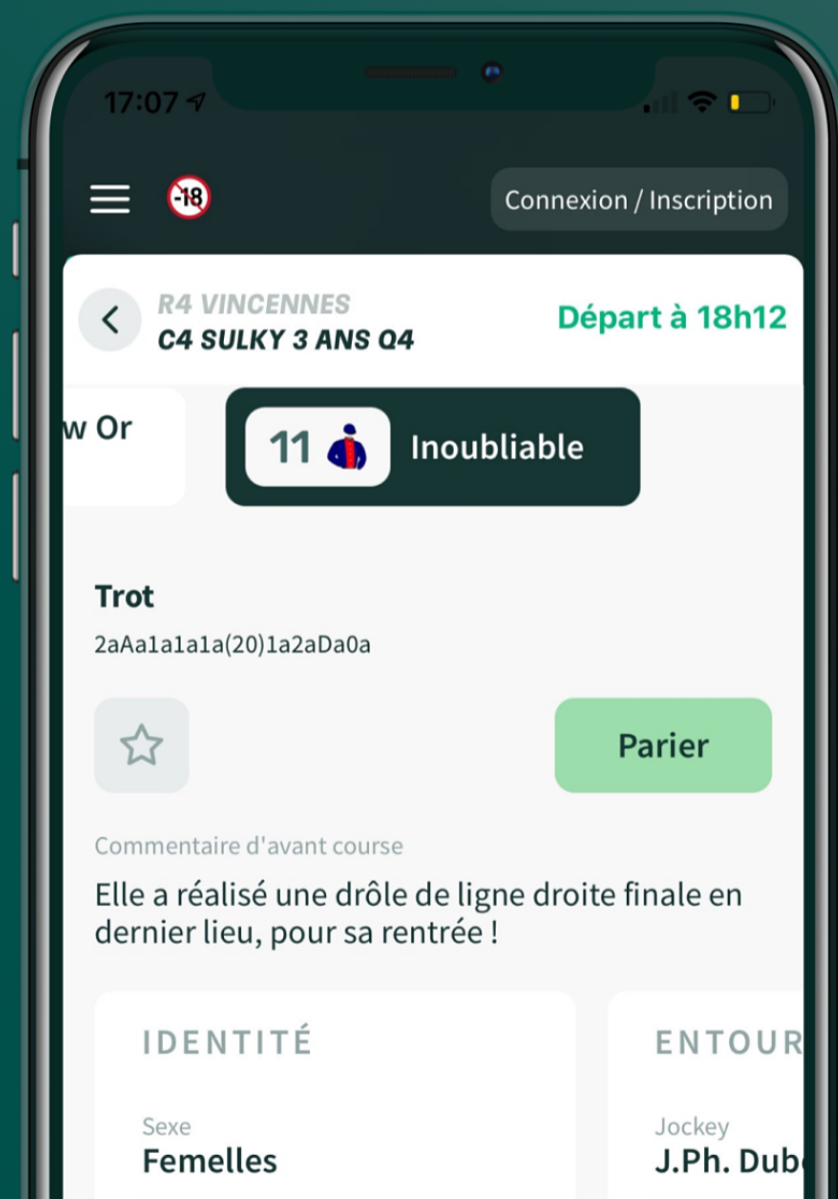 17:07
-18
Connexion / Inscription
R4 VINCENNES
C4 SULKY 3 ANS Q4
Départ à 18h12
w Or
11
Inoubliable
Trot
2aAa1a1a1a(20)1a2aDa0a
Parier
Commentaire d'avant course
Elle a réalisé une drôle de ligne droite finale en
dernier lieu, pour sa rentrée !
IDENTITÉ
ENTOUR
Sexe
Femelles
Jockey
J.Ph. Dub